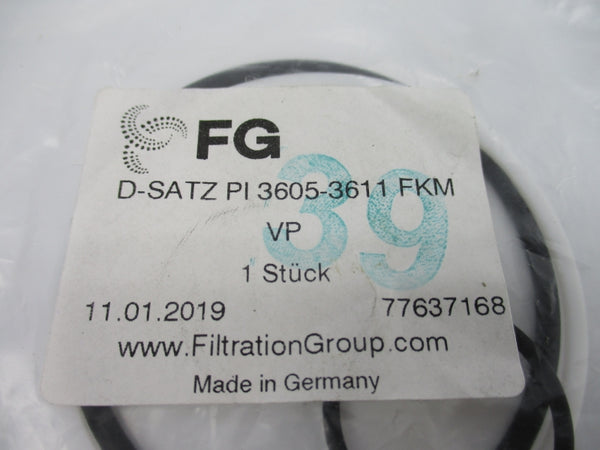 FG
39
D-SATZ PI 3605-3611 FKM
VP
1 Stück
11.01.2019 77637168
www.FiltrationGroup.com
Made in Germany